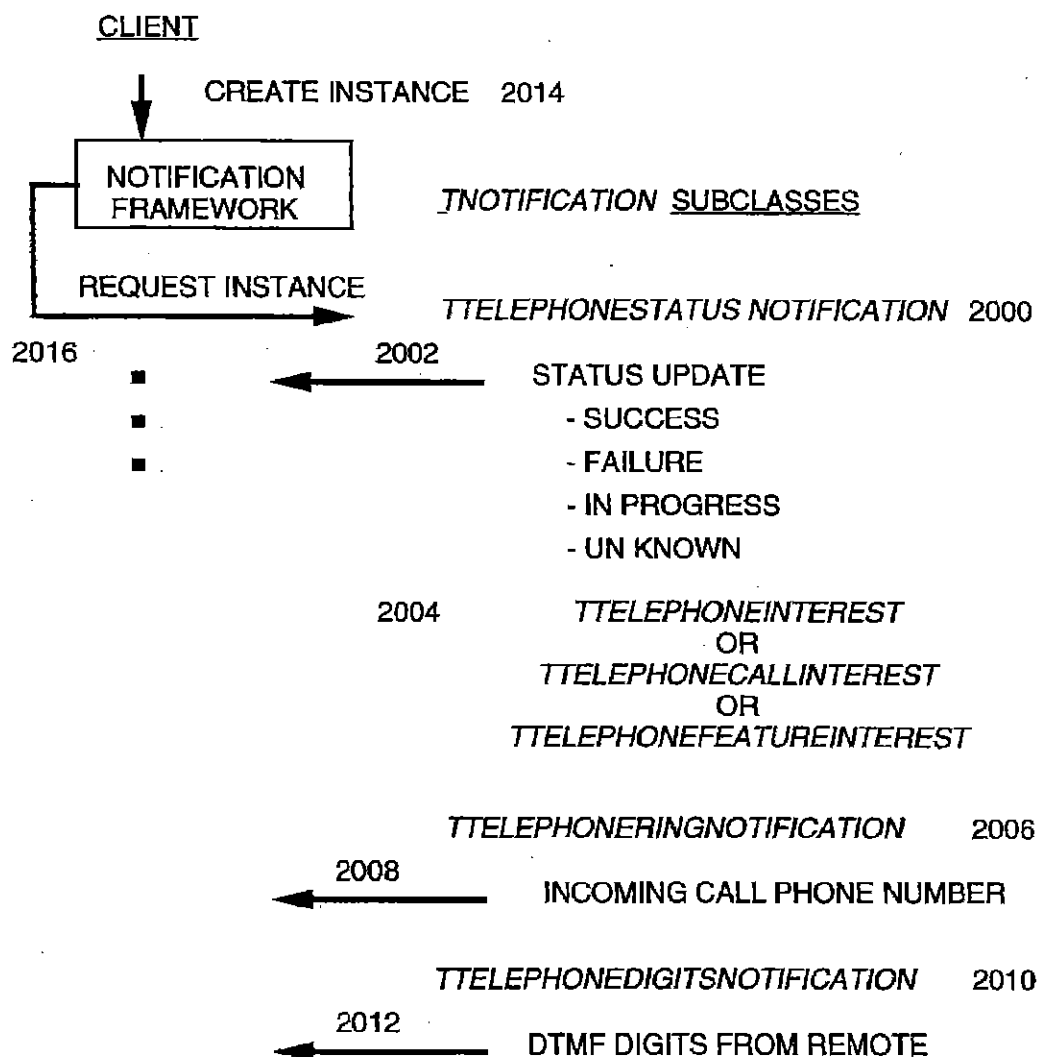 CLIENT
CREATE INSTANCE 2014
NOTIFICATION
FRAMEWORK
TNOTIFICATION SUBCLASSES
REQUEST INSTANCE
TTELEPHONESTATUS NOTIFICATION 2000
2016
2002
STATUS UPDATE
- SUCCESS
- FAILURE
- IN PROGRESS
- UN KNOWN
2004
TTELEPHONEINTEREST
OR
TTELEPHONECALLINTEREST
OR
TTELEPHONEFEATUREINTEREST
TTELEPHONERINGNOTIFICATION 2006
2008
INCOMING CALL PHONE NUMBER
TTELEPHONEDIGITSNOTIFICATION 2010
2012
DTMF DIGITS FROM REMOTE